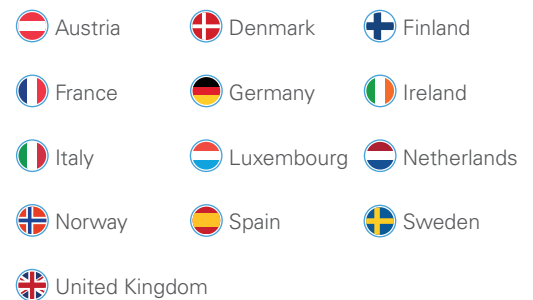 Austria Denmark Finland
France Germany Ireland
Italy Luxembourg Netherlands
Norway Spain Sweden
United Kingdom